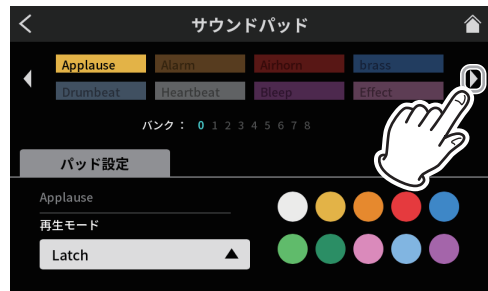 サウンドパッド
Applause Alarm Airhorn brass
Drumbeat Heartbeat Bleep Effect
バンク： 0 1 2 3 4 5 6 7 8
パッド設定
Applause
再生モード
Latch